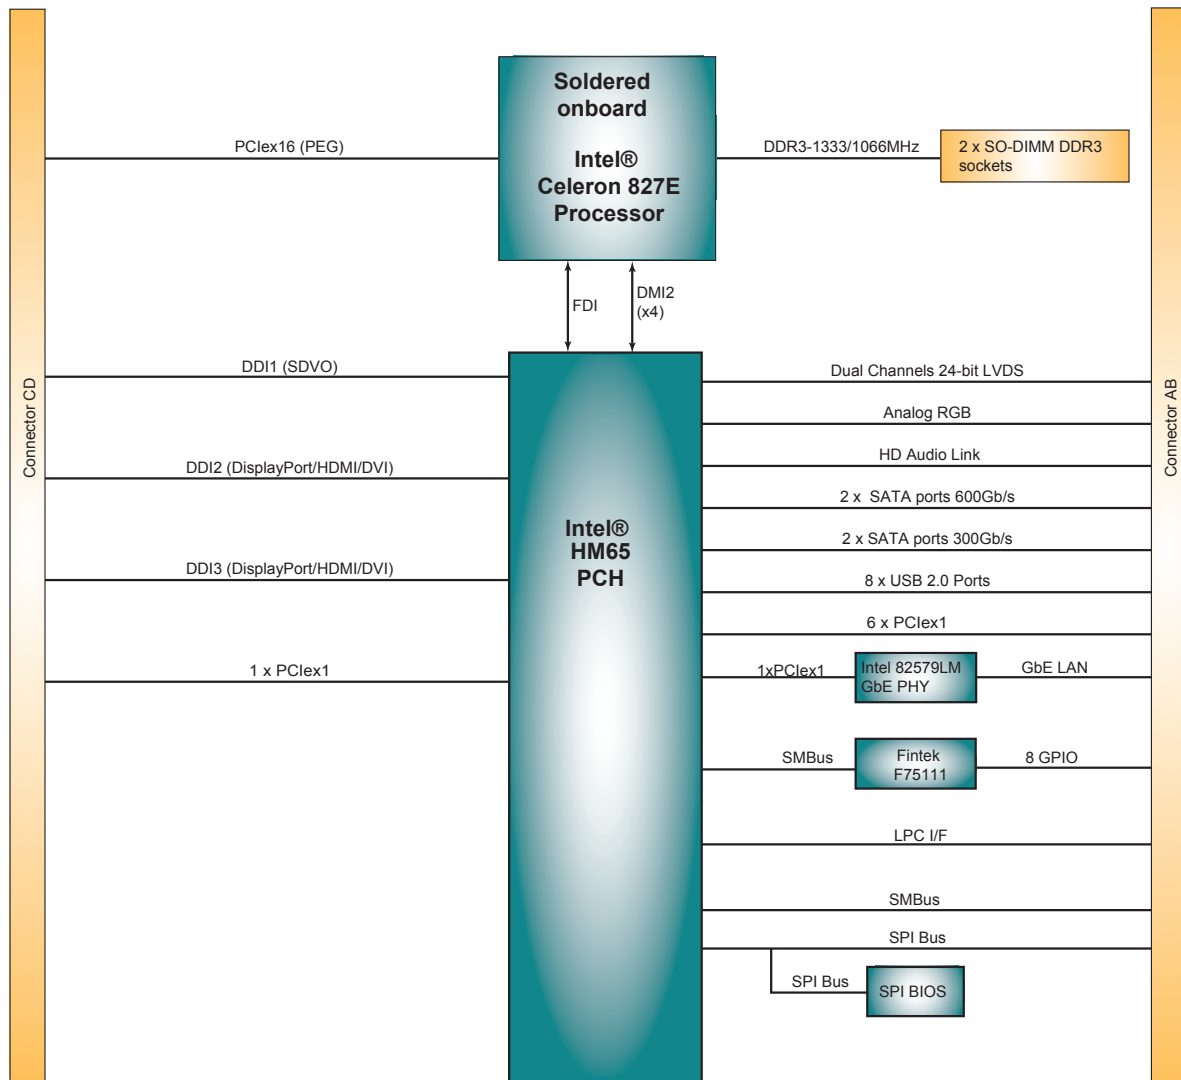 Soldered
onboard
Intel®
Celeron 827E
Processor
PCIex16 (PEG)
DDR3-1333/1066MHz
2 x SO-DIMM DDR3
sockets
FDI
DMI2
(x4)
Connector CD
Connector AB
DDI1 (SDVO)
DDI2 (DisplayPort/HDMI/DVI)
DDI3 (DisplayPort/HDMI/DVI)
1 x PCIex1
Intel®
HM65
PCH
Dual Channels 24-bit LVDS
Analog RGB
HD Audio Link
2 x SATA ports 600Gb/s
2 x SATA ports 300Gb/s
8 x USB 2.0 Ports
6 x PCIex1
1xPCIex1
Intel 82579LM
GbE PHY
GbE LAN
SMBus
Fintek
F75111
8 GPIO
LPC I/F
SMBus
SPI Bus
SPI Bus
SPI BIOS